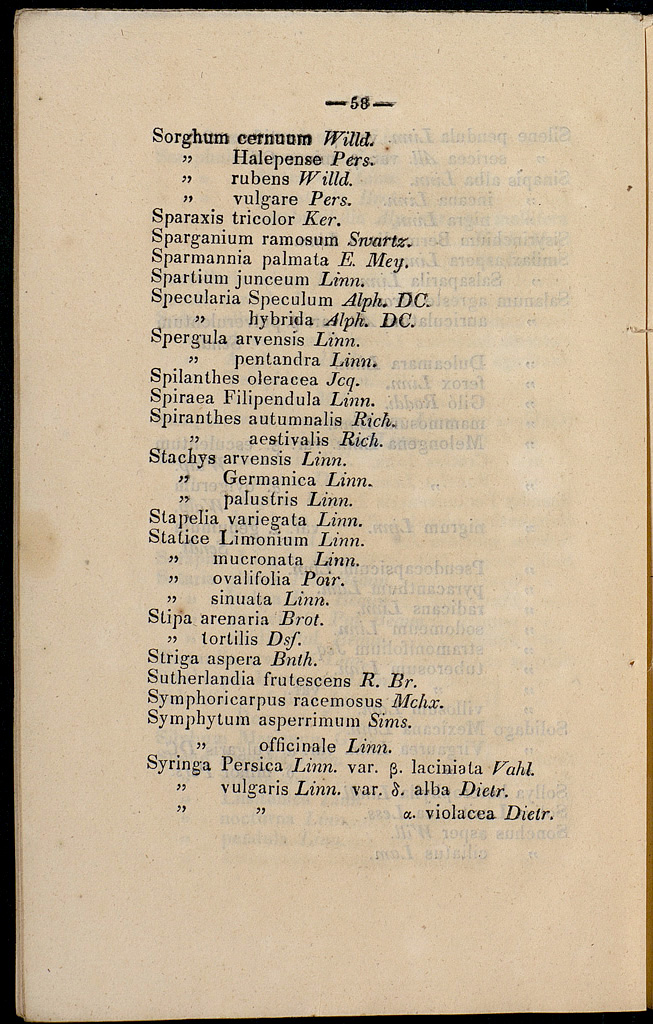 —58—
Sorghum cernuum Willd.
„ Halepense Pers.
„ rubens Willd.
„ vulgare Pers.
Sparaxis tricolor Ker.
Sparganium ramosum Swartz.
Sparmannia palmata E. Mey.
Spartium junceum Linn.
Specularia Speculum Alph. DC.
„ hybrida Alph. DC.
Spergula arvensis Linn.
„ pentandra Linn.
Spilanthes oleracea Jcq.
Spiraea Filipendula Linn.
Spiranthes autumnalis Rich.
„ aestivalis Rich.
Stachys arvensis Linn.
„ Germanica Linn.
„ palustris Linn.
Stapelia variegata Linn.
Statice Limonium Linn.
„ mucronata Linn.
„ ovalifolia Poir.
„ sinuata Linn.
Stipa arenaria Brot.
„ tortilis Dsf.
Striga aspera Bnth.
Sutherlandia frutescens R. Br.
Symphoricarpus racemosus Mchx.
Symphytum asperrimum Sims.
„ officinale Linn.
Syringa Persica Linn. var. β. laciniata Vahl.
„ vulgaris Linn. var. δ. alba Dietr.
„ „ α. violacea Dietr.